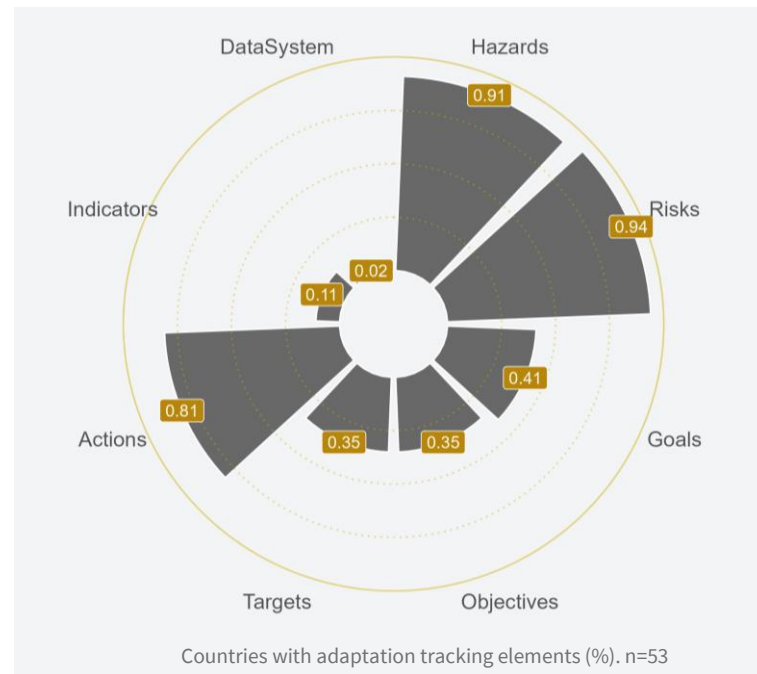 DataSystem
Hazards
0.91
Indicators
Risks
0.94
0.02
0.11
0.41
0.81
0.35
0.35
Actions
Goals
Targets
Objectives
Countries with adaptation tracking elements (%). n=53